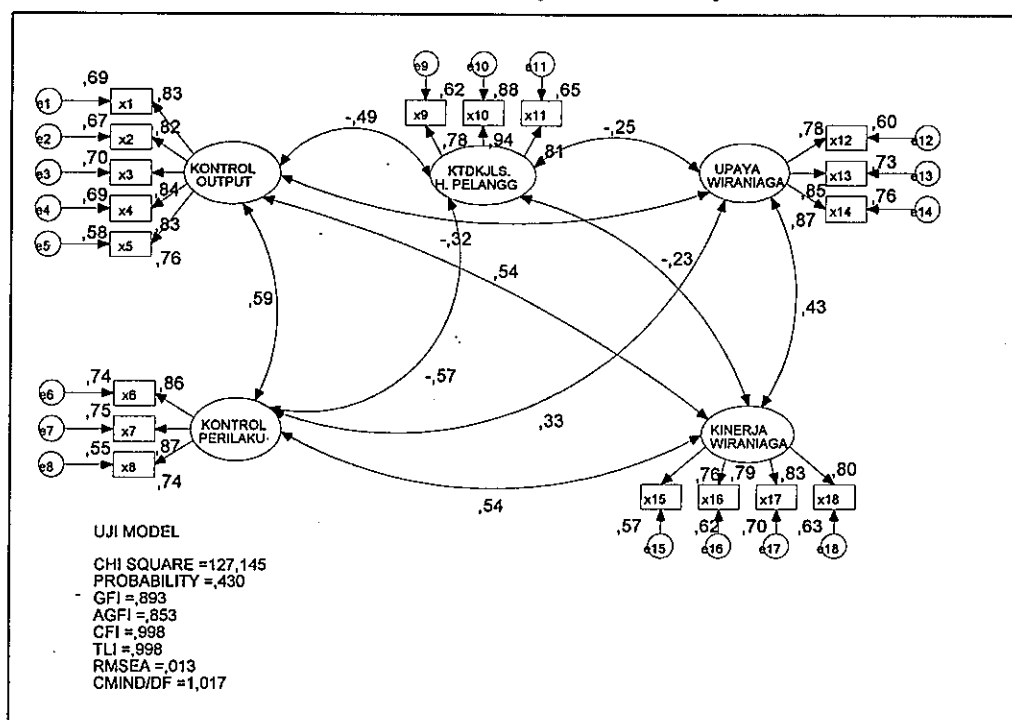 e9 e10 e11
,62 ,88 ,65
x9 x10 x11
,78 ,94 ,81
KTDKJLS.
H. PELANGG
e1 ,69 x1 ,83
e2 ,67 x2 ,82
e3 ,70 x3 ,84
e4 ,69 x4 ,83
e5 ,58 x5 ,76
KONTROL
OUTPUT
-,49
-,25
,78 x12 ,60 e12
,85 x13 ,73 e13
,87 x14 ,76 e14
UPAYA
WIRANIAGA
-,32
,54
-,23
,59
,43
-,57
,33
,54
e6 ,74 x6 ,86
e7 ,75 x7 ,87
e8 ,55 x8 ,74
KONTROL
PERILAKU
KINERJA
WIRANIAGA
,76 ,79 ,83 ,80
x15 x16 x17 x18
,57 ,62 ,70 ,63
e15 e16 e17 e18
UJI MODEL
CHI SQUARE =127,145
PROBABILITY =,430
GFI =,893
AGFI =,853
CFI =,998
TLI =,998
RMSEA =,013
CMIND/DF =1,017